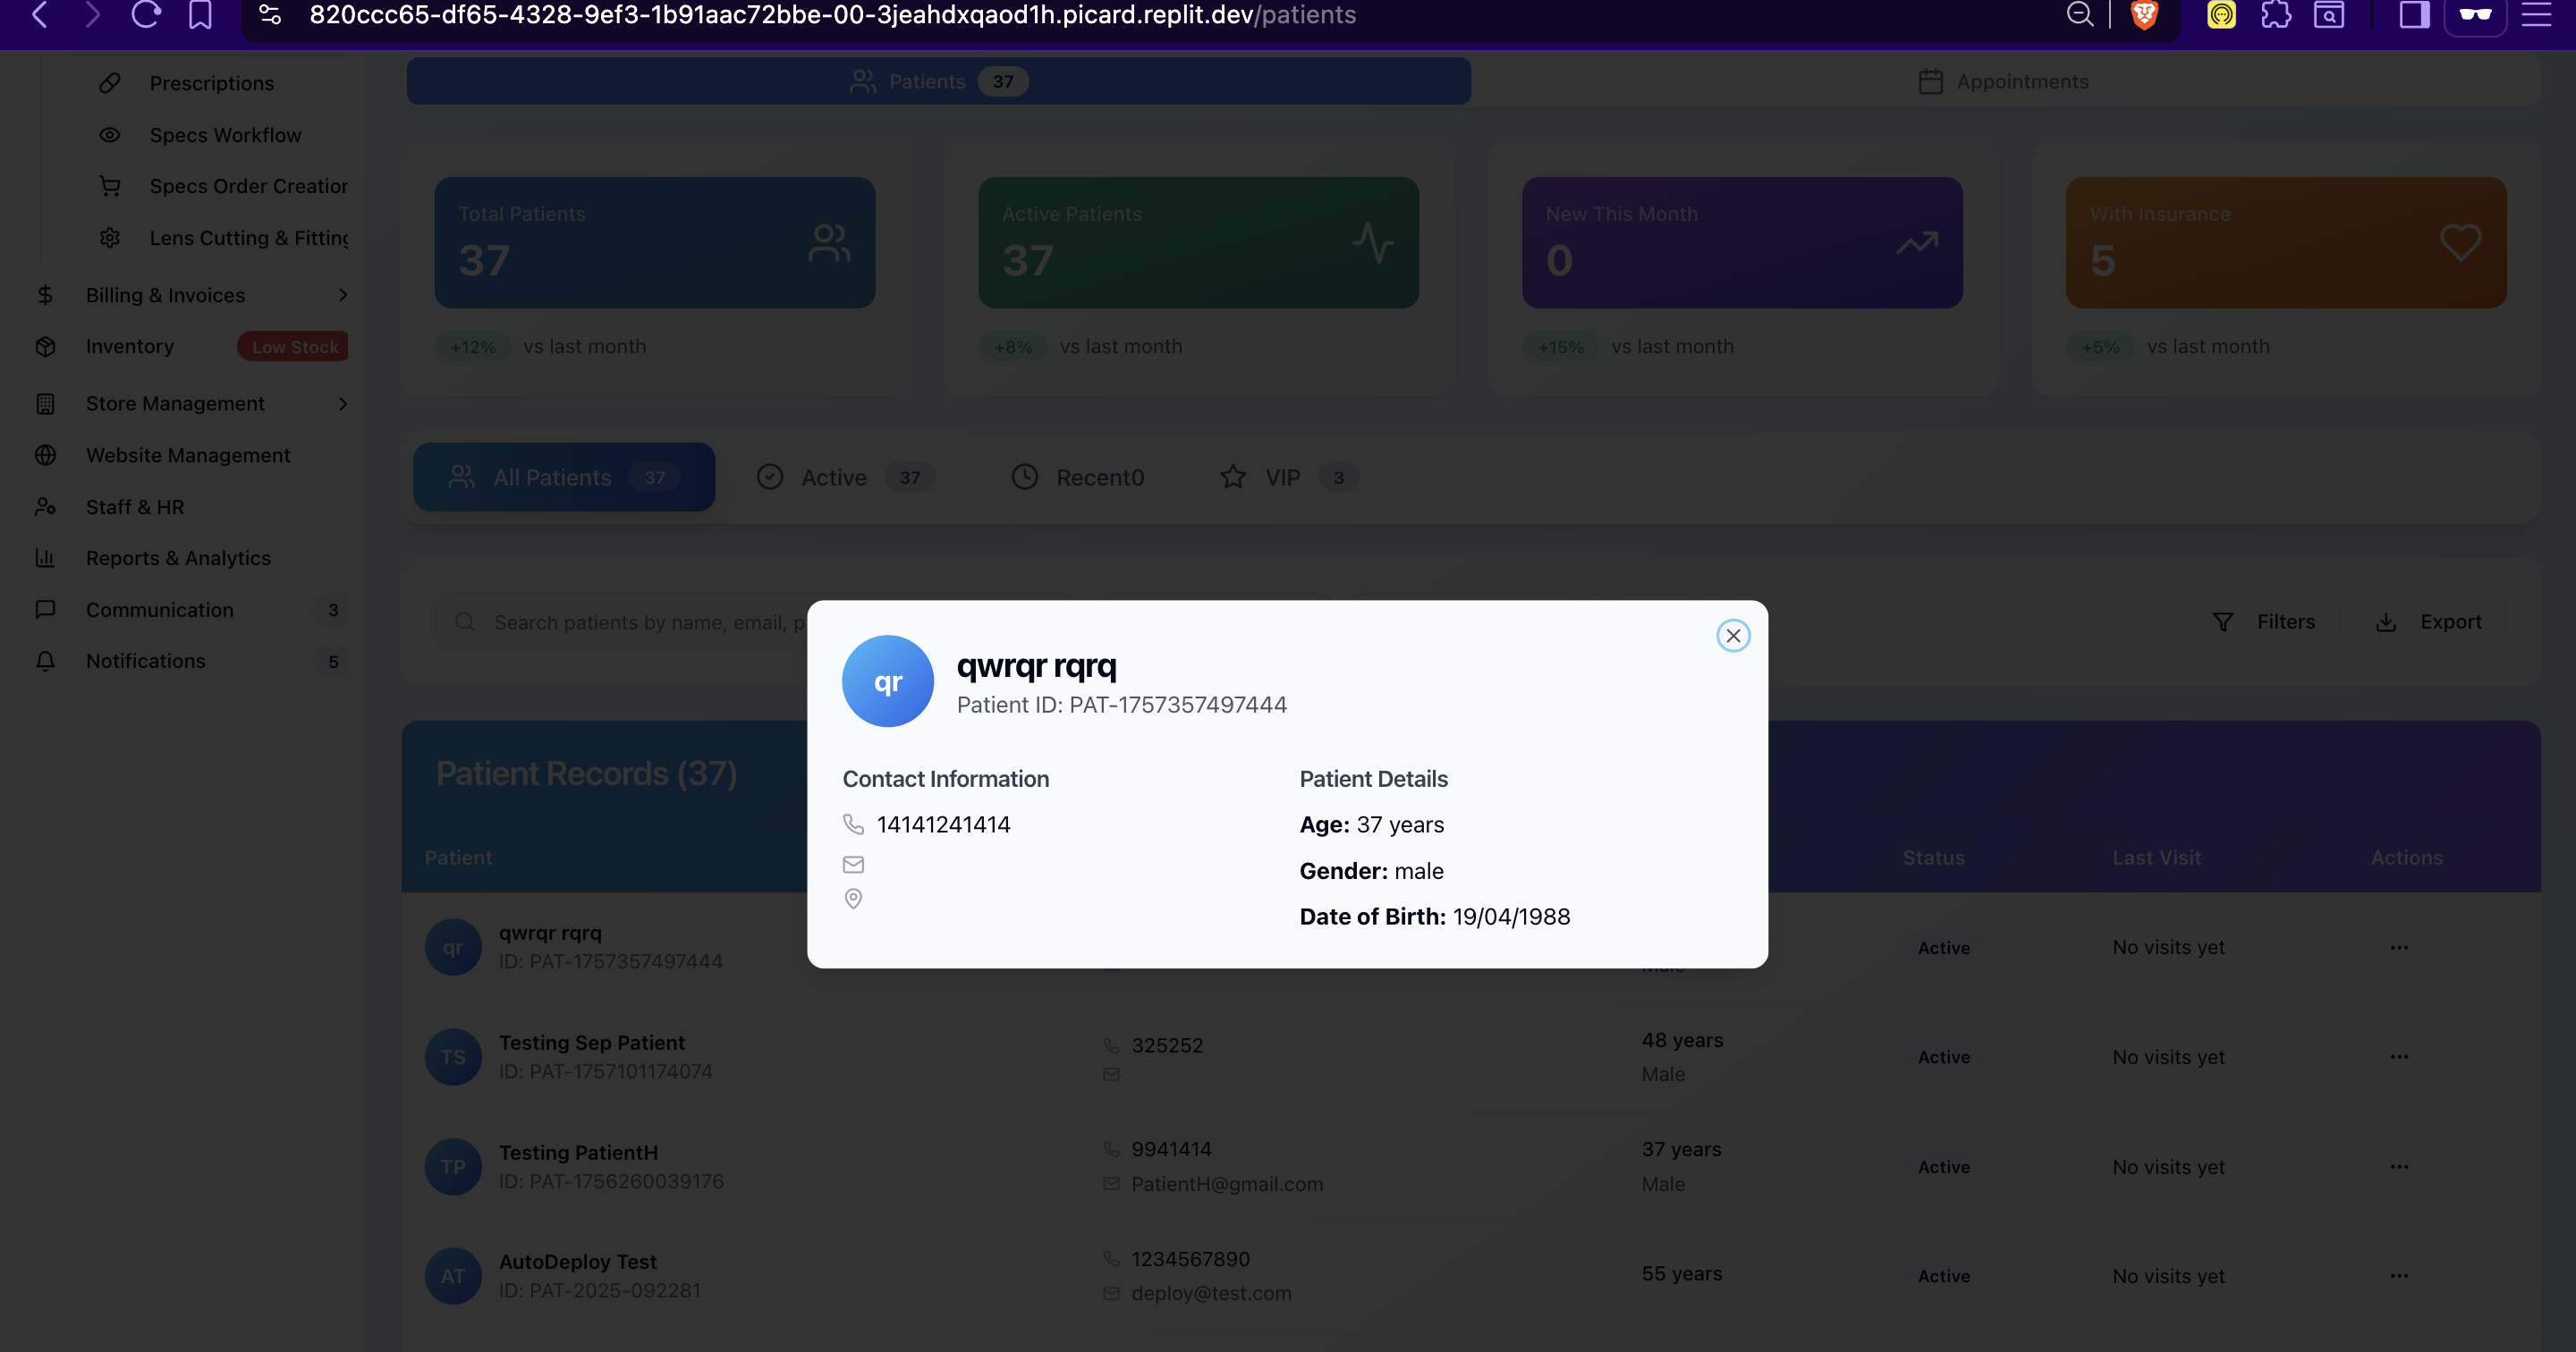 820ccc65-df65-4328-9ef3-1b91aac72bbe-00-3jeahdxqaod1h.picard.replit.dev/patients
Prescriptions
Specs Workflow
Specs Order Creation
Lens Cutting & Fitting
Billing & Invoices
Inventory Low Stock
Store Management
Website Management
Staff & HR
Reports & Analytics
Communication 3
Notifications 5
Patients 37
Appointments
Total Patients
37
+12% vs last month
Active Patients
37
+8% vs last month
New This Month
0
+15% vs last month
With Insurance
5
+5% vs last month
All Patients 37
Active 37
Recent0
VIP 3
Search patients by name, email, p
Filters
Export
qr
qwrqr rqrq
Patient ID: PAT-1757357497444
Contact Information
14141241414
Patient Details
Age: 37 years
Gender: male
Date of Birth: 19/04/1988
Patient Records (37)
Patient Status Last Visit Actions
qr
qwrqr rqrq
ID: PAT-1757357497444
Male
Active
No visits yet
TS
Testing Sep Patient
ID: PAT-1757101174074
325252
48 years
Male
Active
No visits yet
TP
Testing PatientH
ID: PAT-1756260039176
9941414
PatientH@gmail.com
37 years
Male
Active
No visits yet
AT
AutoDeploy Test
ID: PAT-2025-092281
1234567890
deploy@test.com
55 years
Active
No visits yet